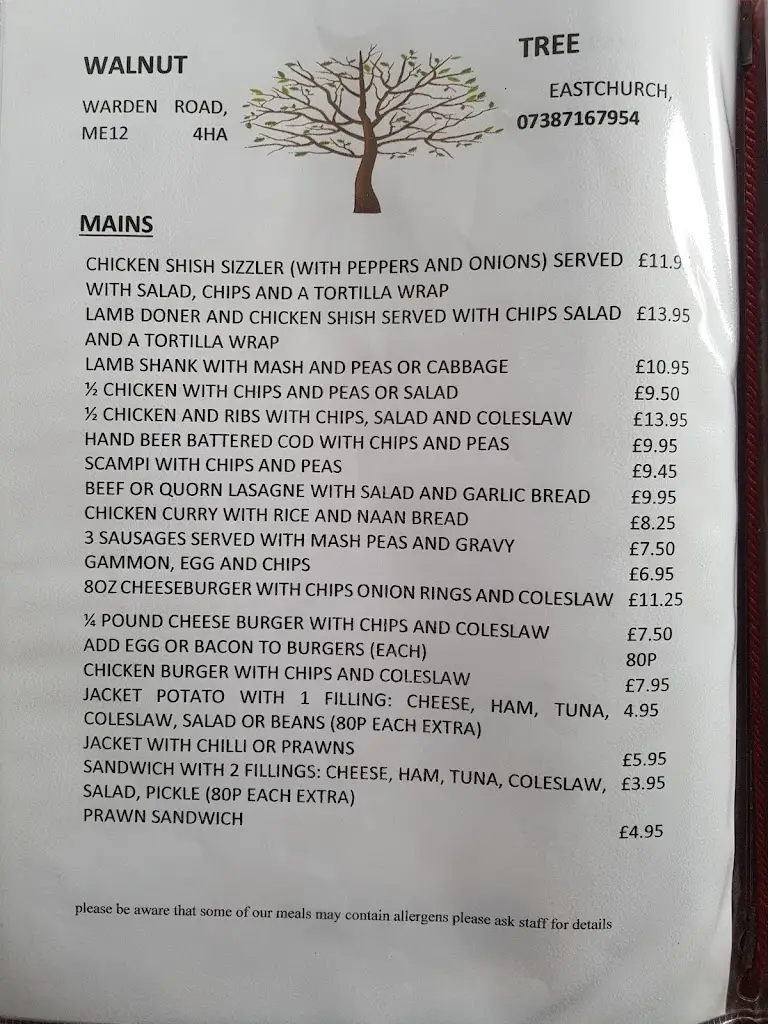 WALNUT TREE
WARDEN ROAD, EASTCHURCH,
ME12 4HA 07387167954
MAINS
CHICKEN SHISH SIZZLER (WITH PEPPERS AND ONIONS) SERVED £11.9
WITH SALAD, CHIPS AND A TORTILLA WRAP
LAMB DONER AND CHICKEN SHISH SERVED WITH CHIPS SALAD £13.95
AND A TORTILLA WRAP
LAMB SHANK WITH MASH AND PEAS OR CABBAGE £10.95
½ CHICKEN WITH CHIPS AND PEAS OR SALAD £9.50
½ CHICKEN AND RIBS WITH CHIPS, SALAD AND COLESLAW £13.95
HAND BEER BATTERED COD WITH CHIPS AND PEAS £9.95
SCAMPI WITH CHIPS AND PEAS £9.45
BEEF OR QUORN LASAGNE WITH SALAD AND GARLIC BREAD £9.95
CHICKEN CURRY WITH RICE AND NAAN BREAD £8.25
3 SAUSAGES SERVED WITH MASH PEAS AND GRAVY £7.50
GAMMON, EGG AND CHIPS £6.95
8OZ CHEESEBURGER WITH CHIPS ONION RINGS AND COLESLAW £11.25
¼ POUND CHEESE BURGER WITH CHIPS AND COLESLAW £7.50
ADD EGG OR BACON TO BURGERS (EACH) 80P
CHICKEN BURGER WITH CHIPS AND COLESLAW £7.95
JACKET POTATO WITH 1 FILLING: CHEESE, HAM, TUNA, 4.95
COLESLAW, SALAD OR BEANS (80P EACH EXTRA)
JACKET WITH CHILLI OR PRAWNS £5.95
SANDWICH WITH 2 FILLINGS: CHEESE, HAM, TUNA, COLESLAW, £3.95
SALAD, PICKLE (80P EACH EXTRA)
PRAWN SANDWICH £4.95
please be aware that some of our meals may contain allergens please ask staff for details